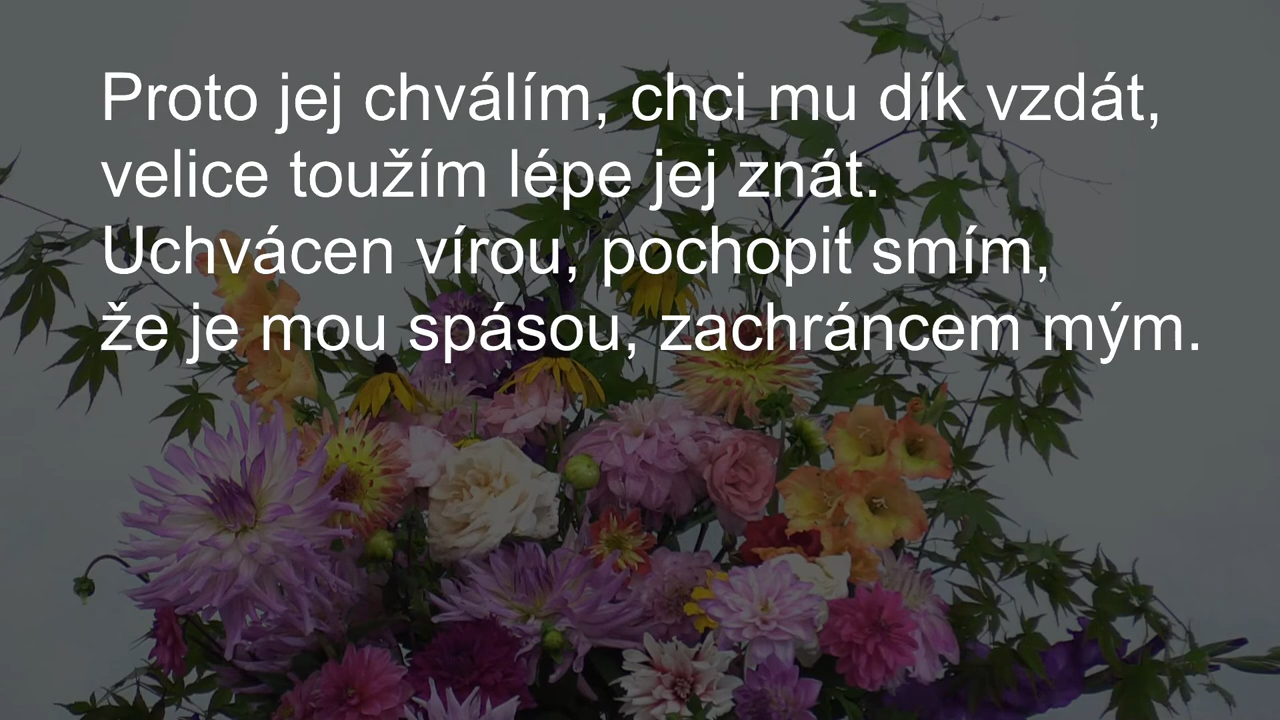 Proto jej chválím, chci mu dík vzdát,
velice toužím lépe jej znát.
Uchvácen vírou, pochopit smím,
že je mou spásou, zachráncem mým.